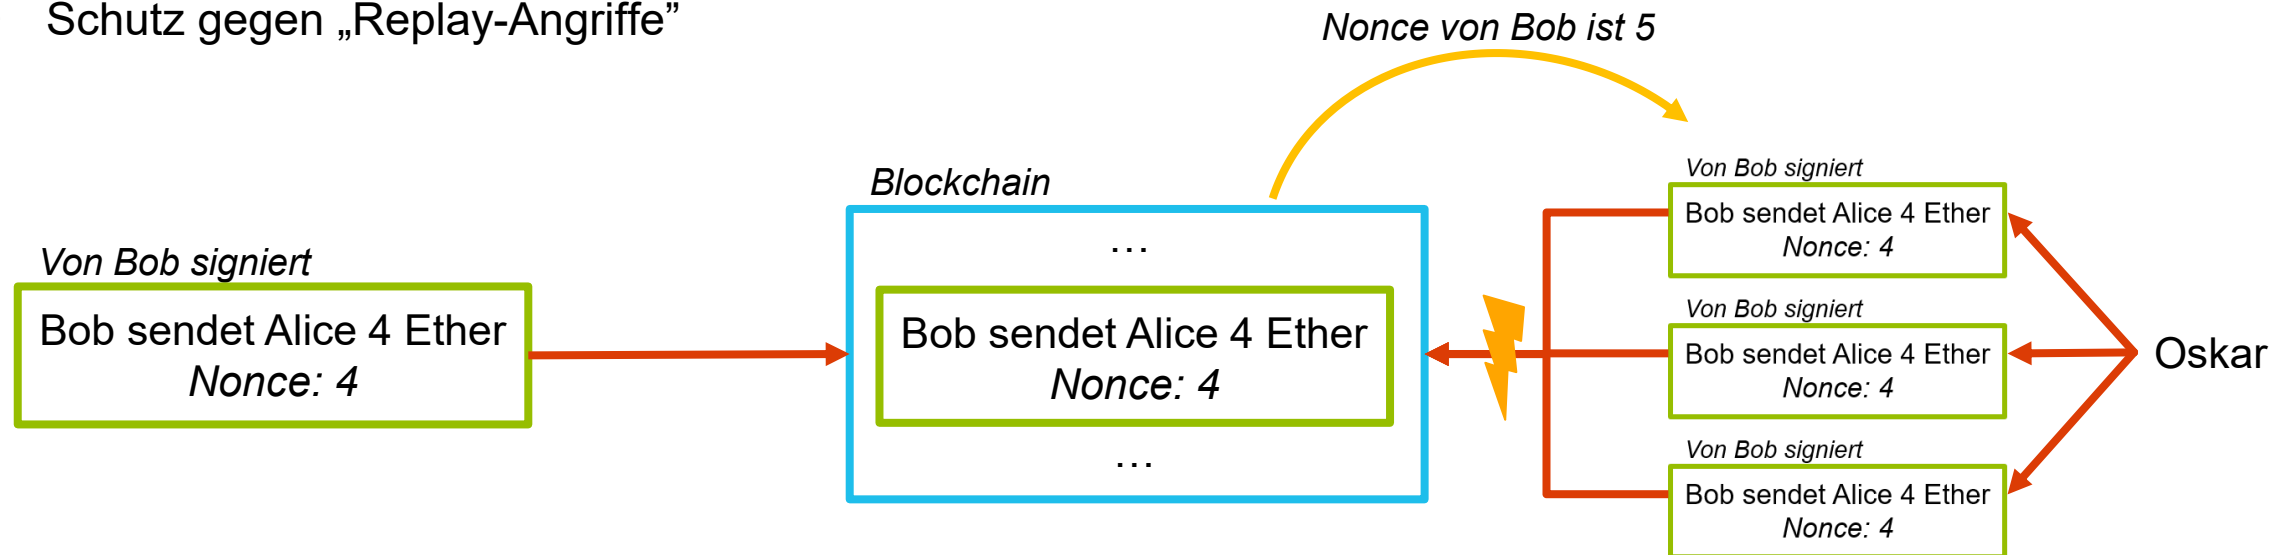 Schutz gegen „Replay-Angriffe”
Nonce von Bob ist 5
Blockchain
Von Bob signiert
Bob sendet Alice 4 Ether
Nonce: 4
...
Bob sendet Alice 4 Ether
Nonce: 4
...
Von Bob signiert
Bob sendet Alice 4 Ether
Nonce: 4
Von Bob signiert
Bob sendet Alice 4 Ether
Nonce: 4
Von Bob signiert
Bob sendet Alice 4 Ether
Nonce: 4
Oskar